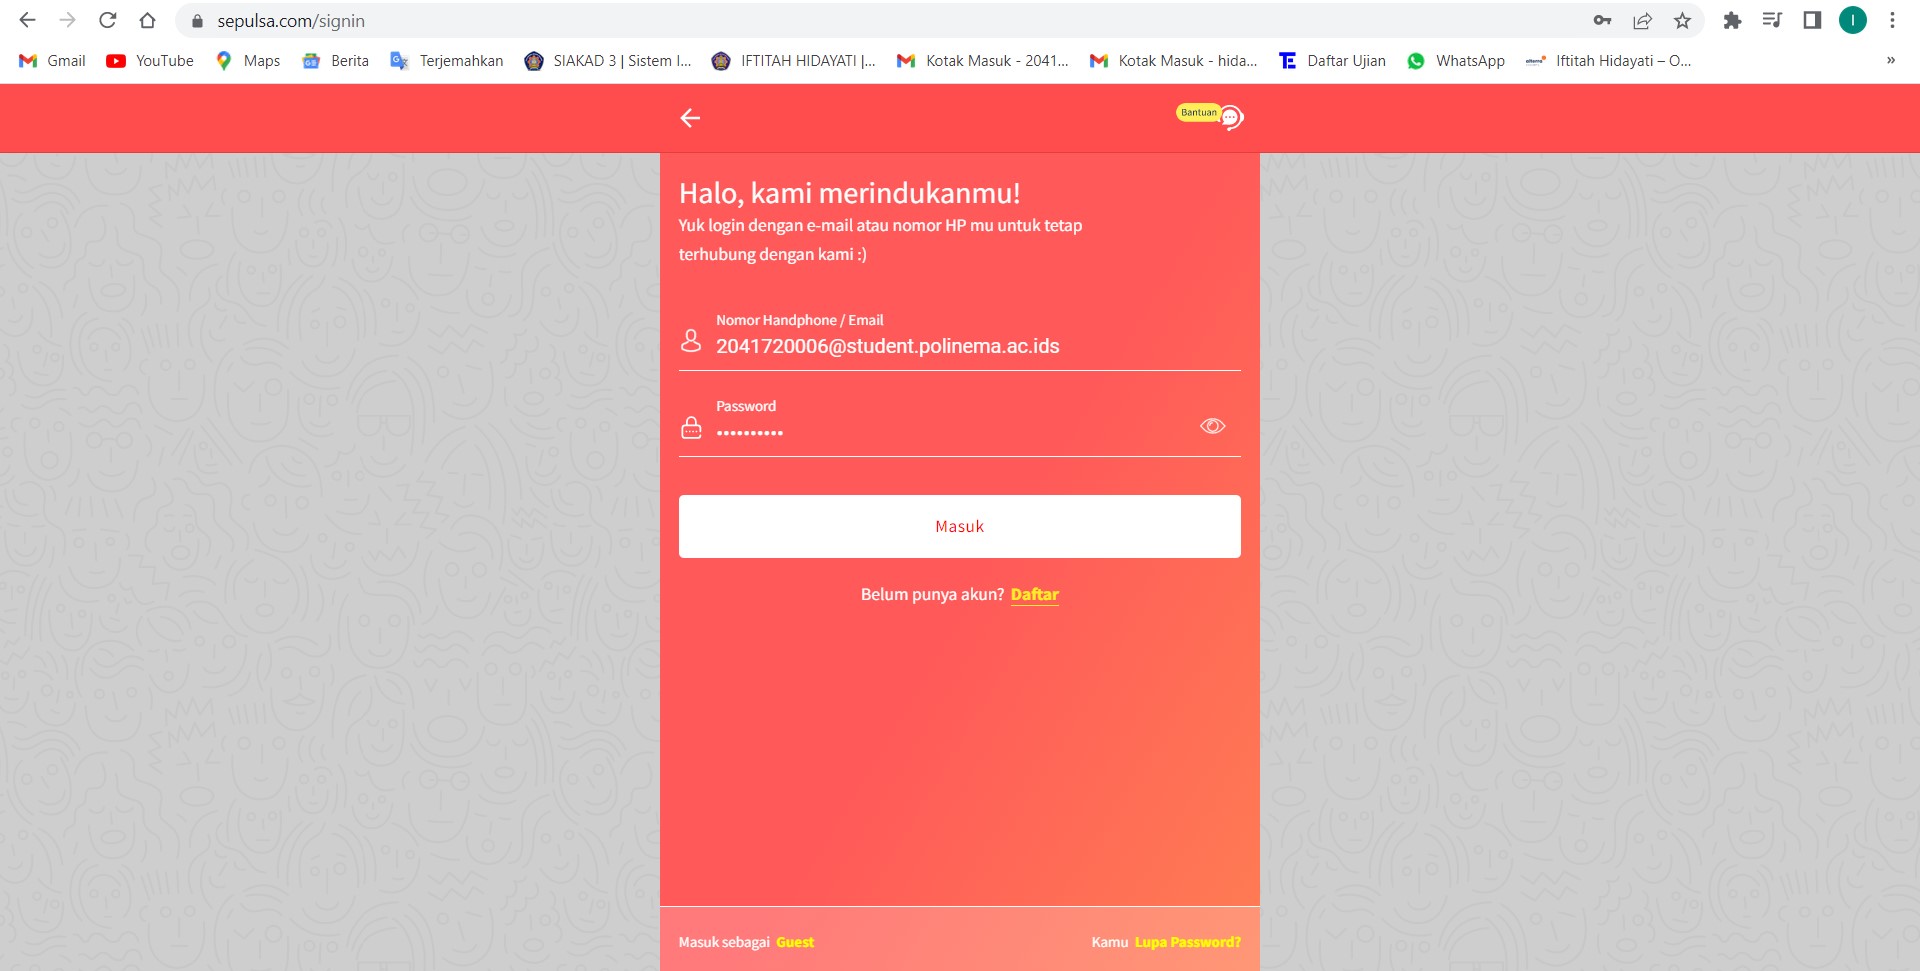 sepulsa.com/signin
I
Gmail YouTube Maps Berita Terjemahkan SIAKAD 3 | Sistem I... IFTITAH HIDAYATI |... Kotak Masuk - 2041... Kotak Masuk - hida... Daftar Ujian WhatsApp Iftitah Hidayati – O... »
Bantuan
Halo, kami merindukanmu!
Yuk login dengan e-mail atau nomor HP mu untuk tetap
terhubung dengan kami :)
Nomor Handphone / Email
2041720006@student.polinema.ac.ids
Password
••••••••••
Masuk
Belum punya akun? Daftar
Masuk sebagai Guest Kamu Lupa Password?